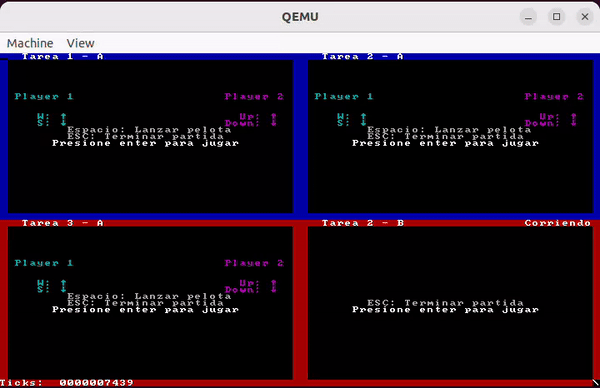 QEMU
Machine View
Tarea 1 - A
Player 1 Player 2
W: ↑ Up: ↑
S: ↓ Down: ↓
Espacio: Lanzar pelota
ESC: Terminar partida
Presione enter para jugar
Tarea 2 - A
Player 1 Player 2
W: ↑ Up: ↑
S: ↓ Down: ↓
Espacio: Lanzar pelota
ESC: Terminar partida
Presione enter para jugar
Tarea 3 - A
Player 1 Player 2
W: ↑ Up: ↑
S: ↓ Down: ↓
Espacio: Lanzar pelota
ESC: Terminar partida
Presione enter para jugar
Tarea 2 - B Corriendo
ESC: Terminar partida
Presione enter para jugar
Ticks: 0000007439 \